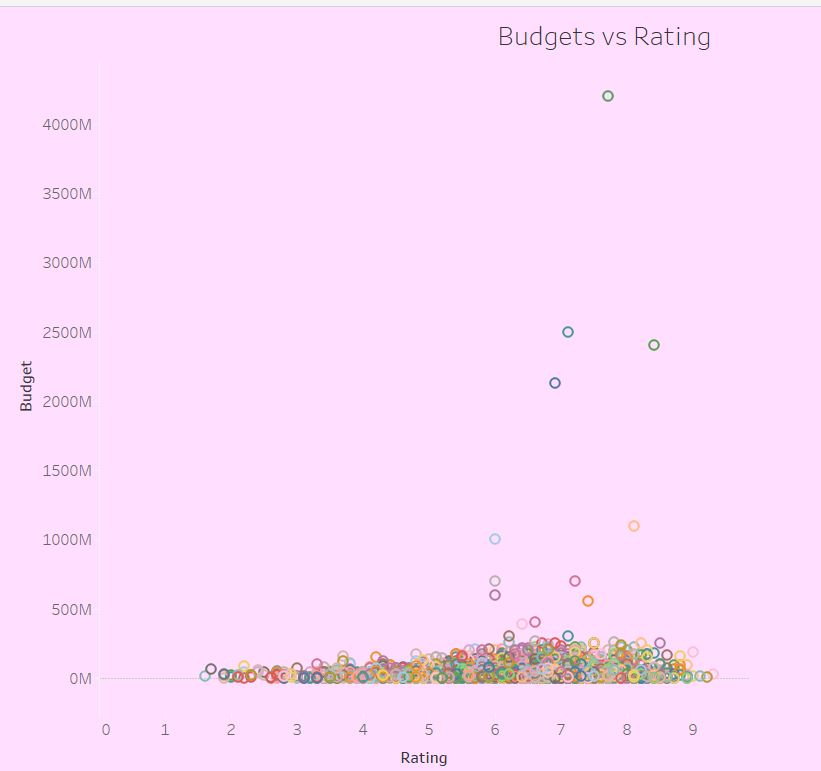 Budgets vs Rating
4000M
3500M
3000M
2500M
2000M
1500M
1000M
500M
0M
Budget
0 1 2 3 4 5 6 7 8 9
Rating